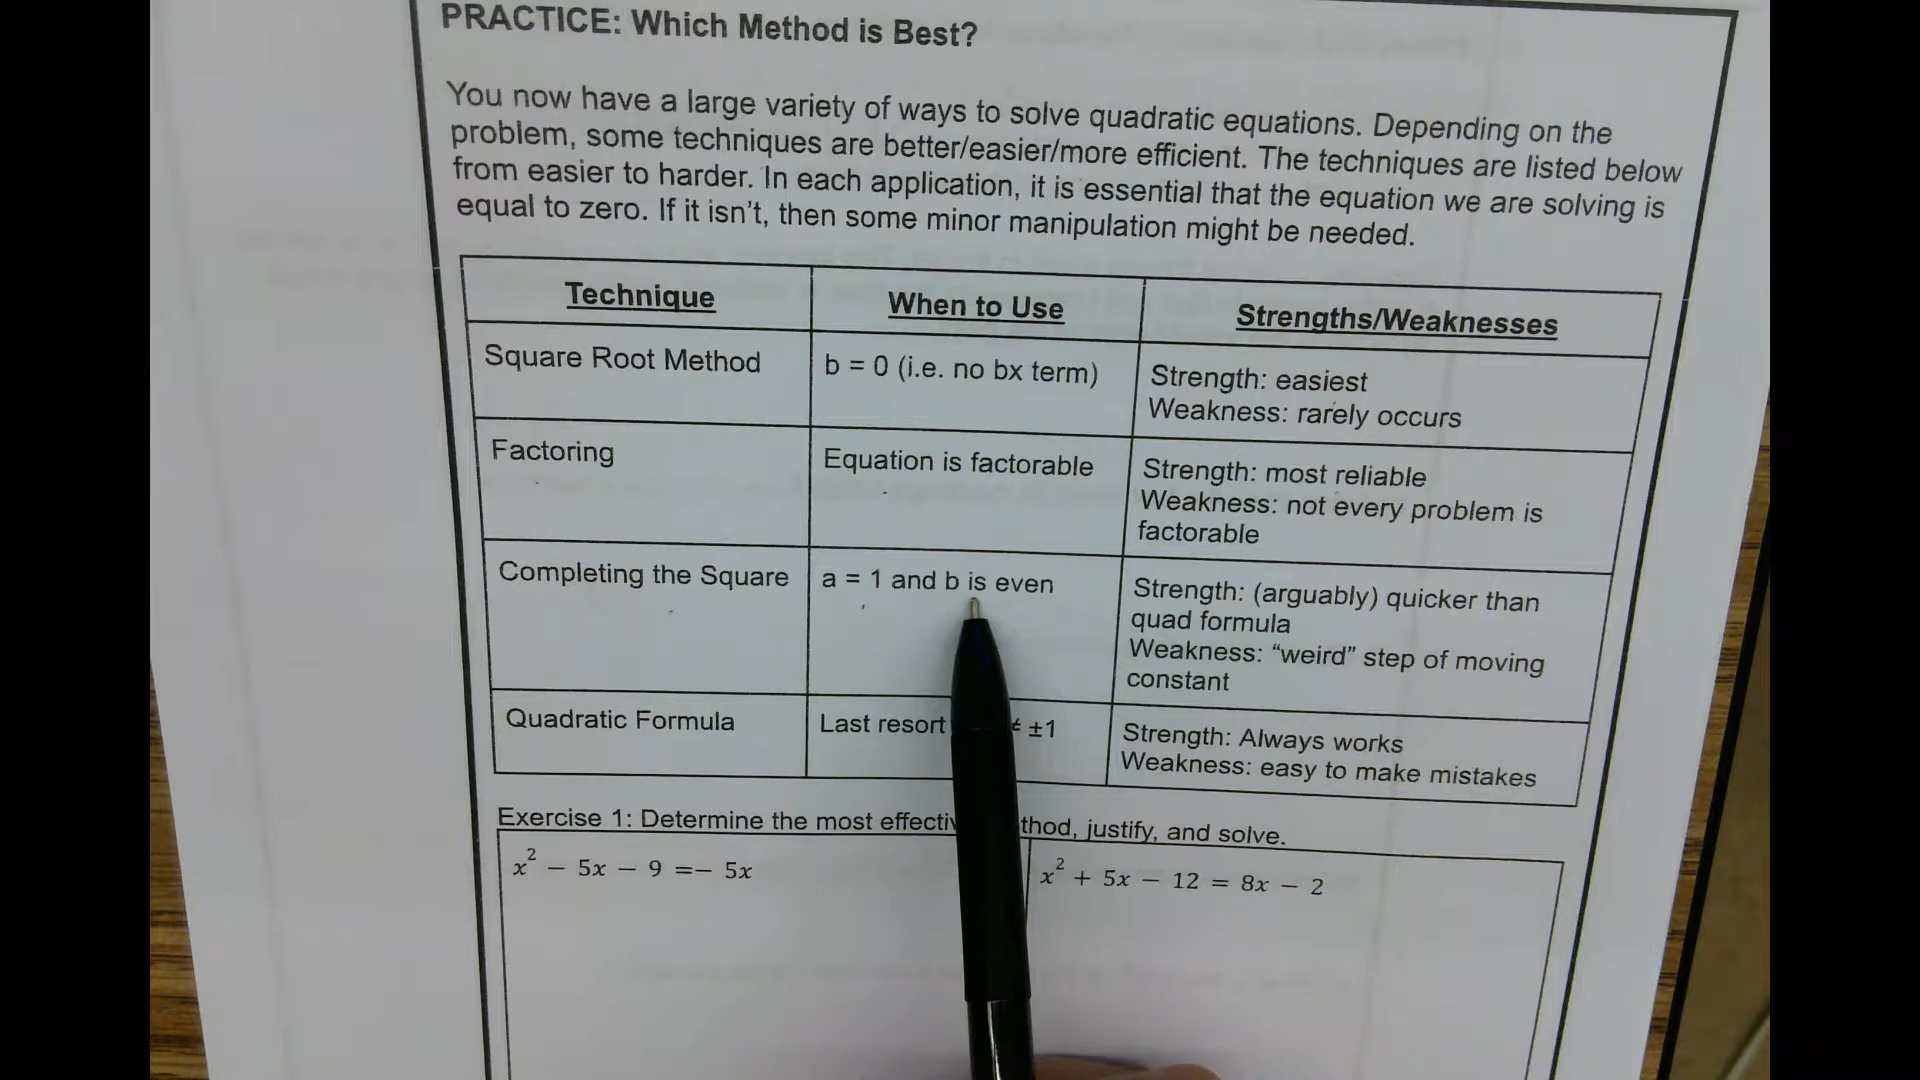 PRACTICE: Which Method is Best?
You now have a large variety of ways to solve quadratic equations. Depending on the
problem, some techniques are better/easier/more efficient. The techniques are listed below
from easier to harder. In each application, it is essential that the equation we are solving is
equal to zero. If it isn't, then some minor manipulation might be needed.
Technique When to Use Strengths/Weaknesses
Square Root Method
b = 0 (i.e. no bx term)
Strength: easiest
Weakness: rarely occurs
Factoring
Equation is factorable
Strength: most reliable
Weakness: not every problem is
factorable
Completing the Square
a = 1 and b is even
Strength: (arguably) quicker than
quad formula
Weakness: “weird” step of moving
constant
Quadratic Formula
Last resort ±1
Strength: Always works
Weakness: easy to make mistakes
Exercise 1: Determine the most justify, and solve.
x² − 5x − 9 =− 5x
x² + 5x − 12 = 8x − 2